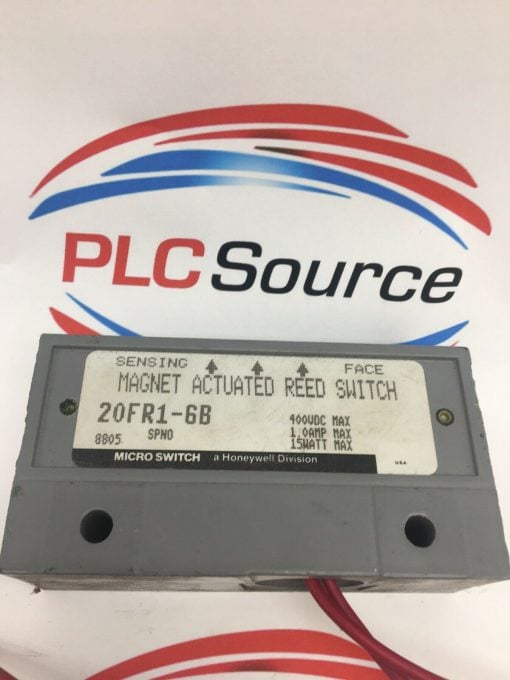 PLC Source
SENSING FACE
MAGNET ACTUATED REED SWITCH
20FR1-6B
400VDC MAX
8805 SPNO
1.0AMP MAX
15WATT MAX
MICRO SWITCH a Honeywell Division
USA